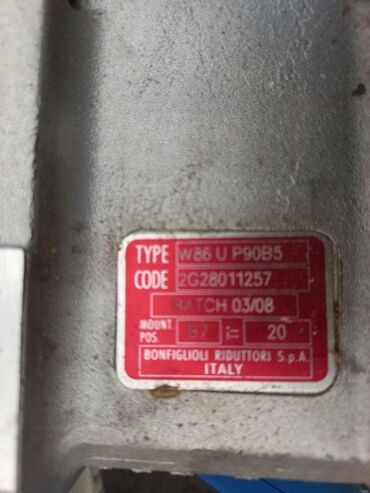 TYPE W86 U P90B5
CODE 2G28011257
BATCH 03/08
MOUNT. POS. B7 i= 20
BONFIGLIOLI RIDUTTORI S.p.A.
ITALY